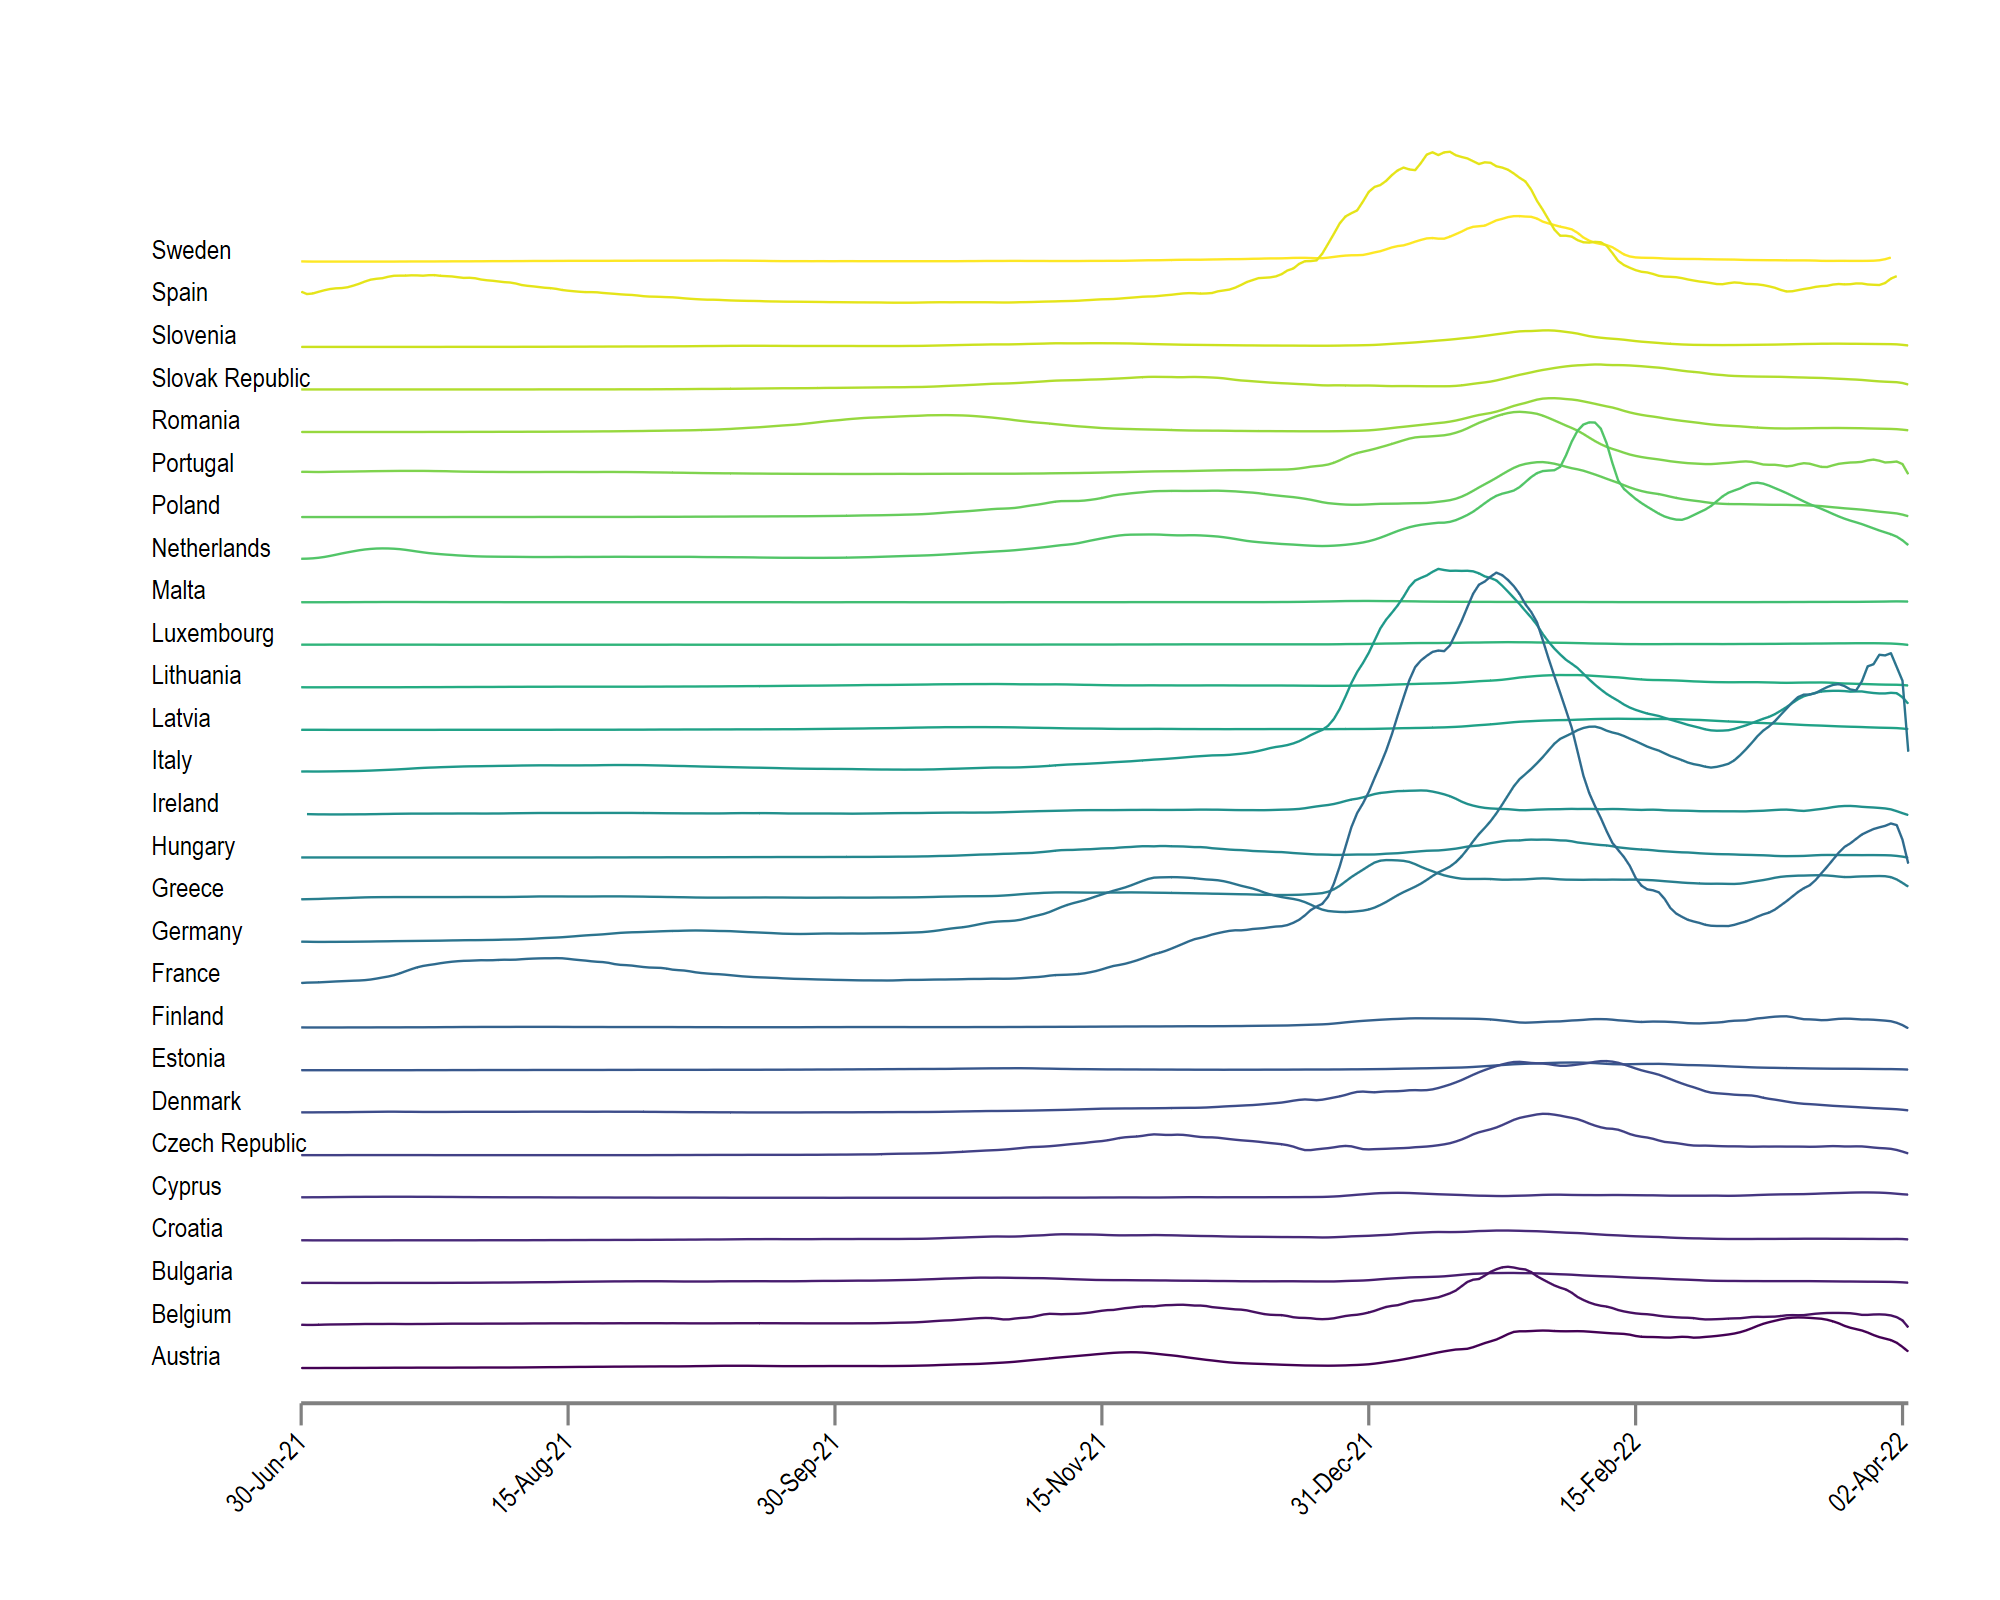 Sweden
Spain
Slovenia
Slovak Republic
Romania
Portugal
Poland
Netherlands
Malta
Luxembourg
Lithuania
Latvia
Italy
Ireland
Hungary
Greece
Germany
France
Finland
Estonia
Denmark
Czech Republic
Cyprus
Croatia
Bulgaria
Belgium
Austria
30-Jun-21
15-Aug-21
30-Sep-21
15-Nov-21
31-Dec-21
15-Feb-22
02-Apr-22